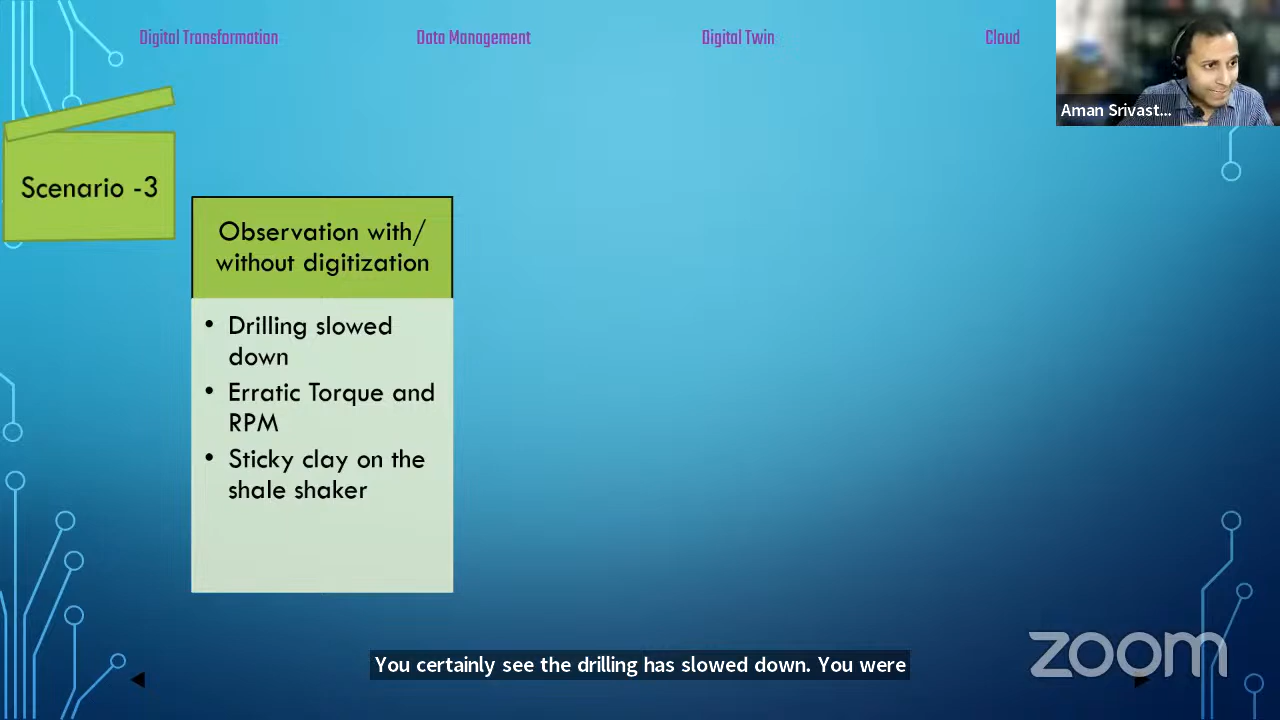 Digital Transformation
Data Management
Digital Twin
Cloud
Aman Srivast...
Scenario -3
Observation with/
without digitization
• Drilling slowed
down
• Erratic Torque and
RPM
• Sticky clay on the
shale shaker
You certainly see the drilling has slowed down. You were
zoom